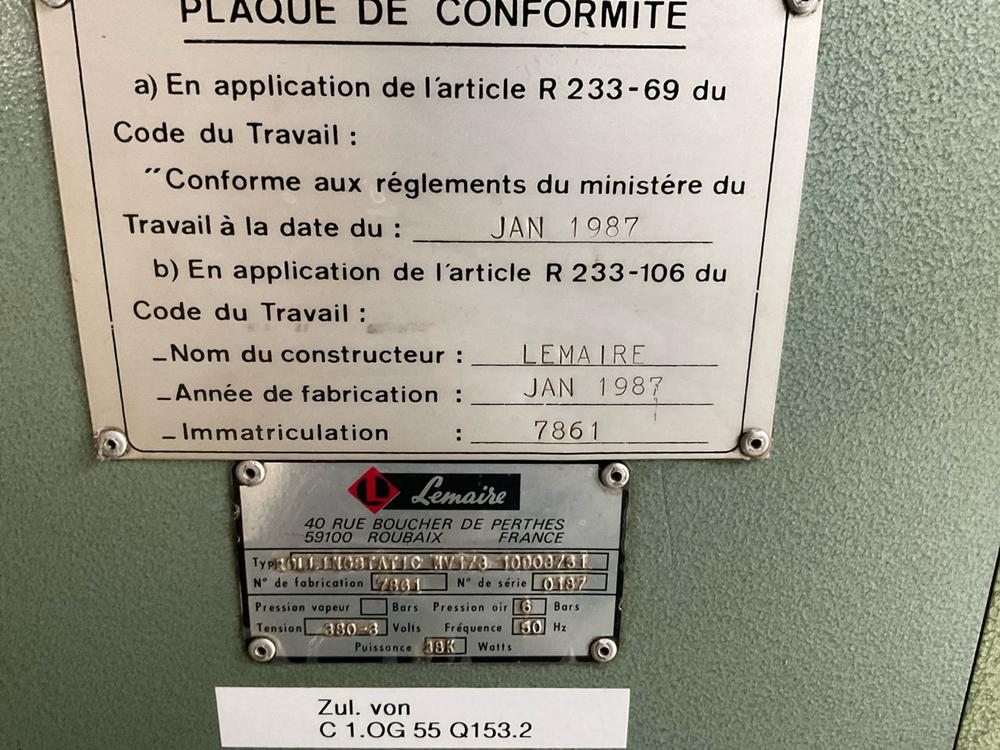 PLAQUE DE CONFORMITE
a) En application de l'article R 233-69 du
Code du Travail :
"Conforme aux réglements du ministére du
Travail à la date du : JAN 1987
b) En application de l'article R 233-106 du
Code du Travail :
- Nom du constructeur : LEMAIRE
- Année de fabrication : JAN 1987
- Immatriculation : 7861
L Lemaire
40 RUE BOUCHER DE PERTHES
59100 ROUBAIX FRANCE
Type ROLLINGSTATIC
N° de fabrication 7861 N° de série 0187
Pression vapeur Bars Pression air 6 Bars
Tension 380-3 Volts Fréquence 50 Hz
Puissance Watts
Zul. von
C 1.OG 55 Q153.2